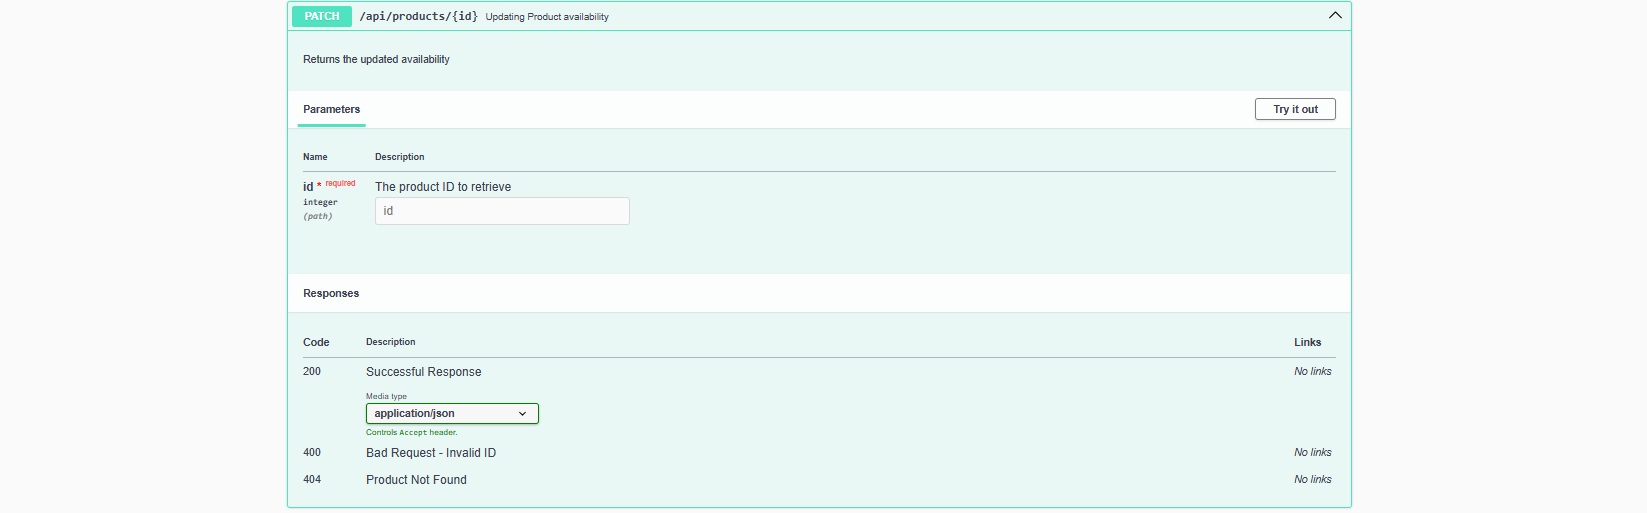 PATCH /api/products/{id} Updating Product availability
Returns the updated availability
Parameters
Try it out
Name Description
id * required The product ID to retrieve
integer
(path)
id
Responses
Code Description Links
200 Successful Response No links
Media type
application/json
Controls Accept header.
400 Bad Request - Invalid ID No links
404 Product Not Found No links